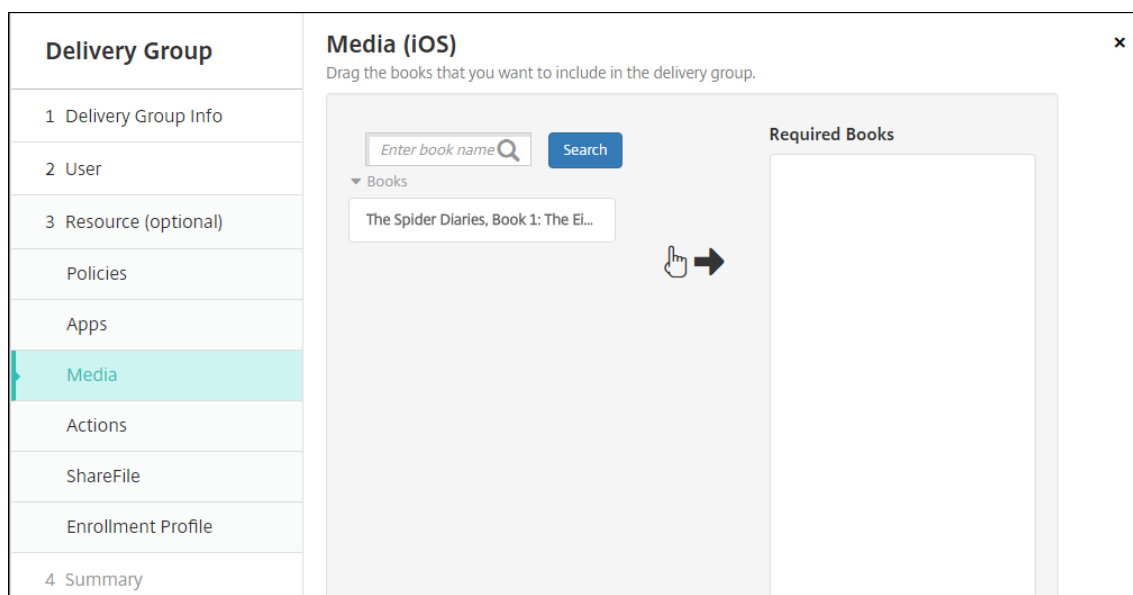 Delivery Group
1 Delivery Group Info
2 User
3 Resource (optional)
Policies
Apps
Media
Actions
ShareFile
Enrollment Profile
4 Summary
Media (iOS)
Drag the books that you want to include in the delivery group.
Enter book name
Search
Books
The Spider Diaries, Book 1: The Ei...
Required Books